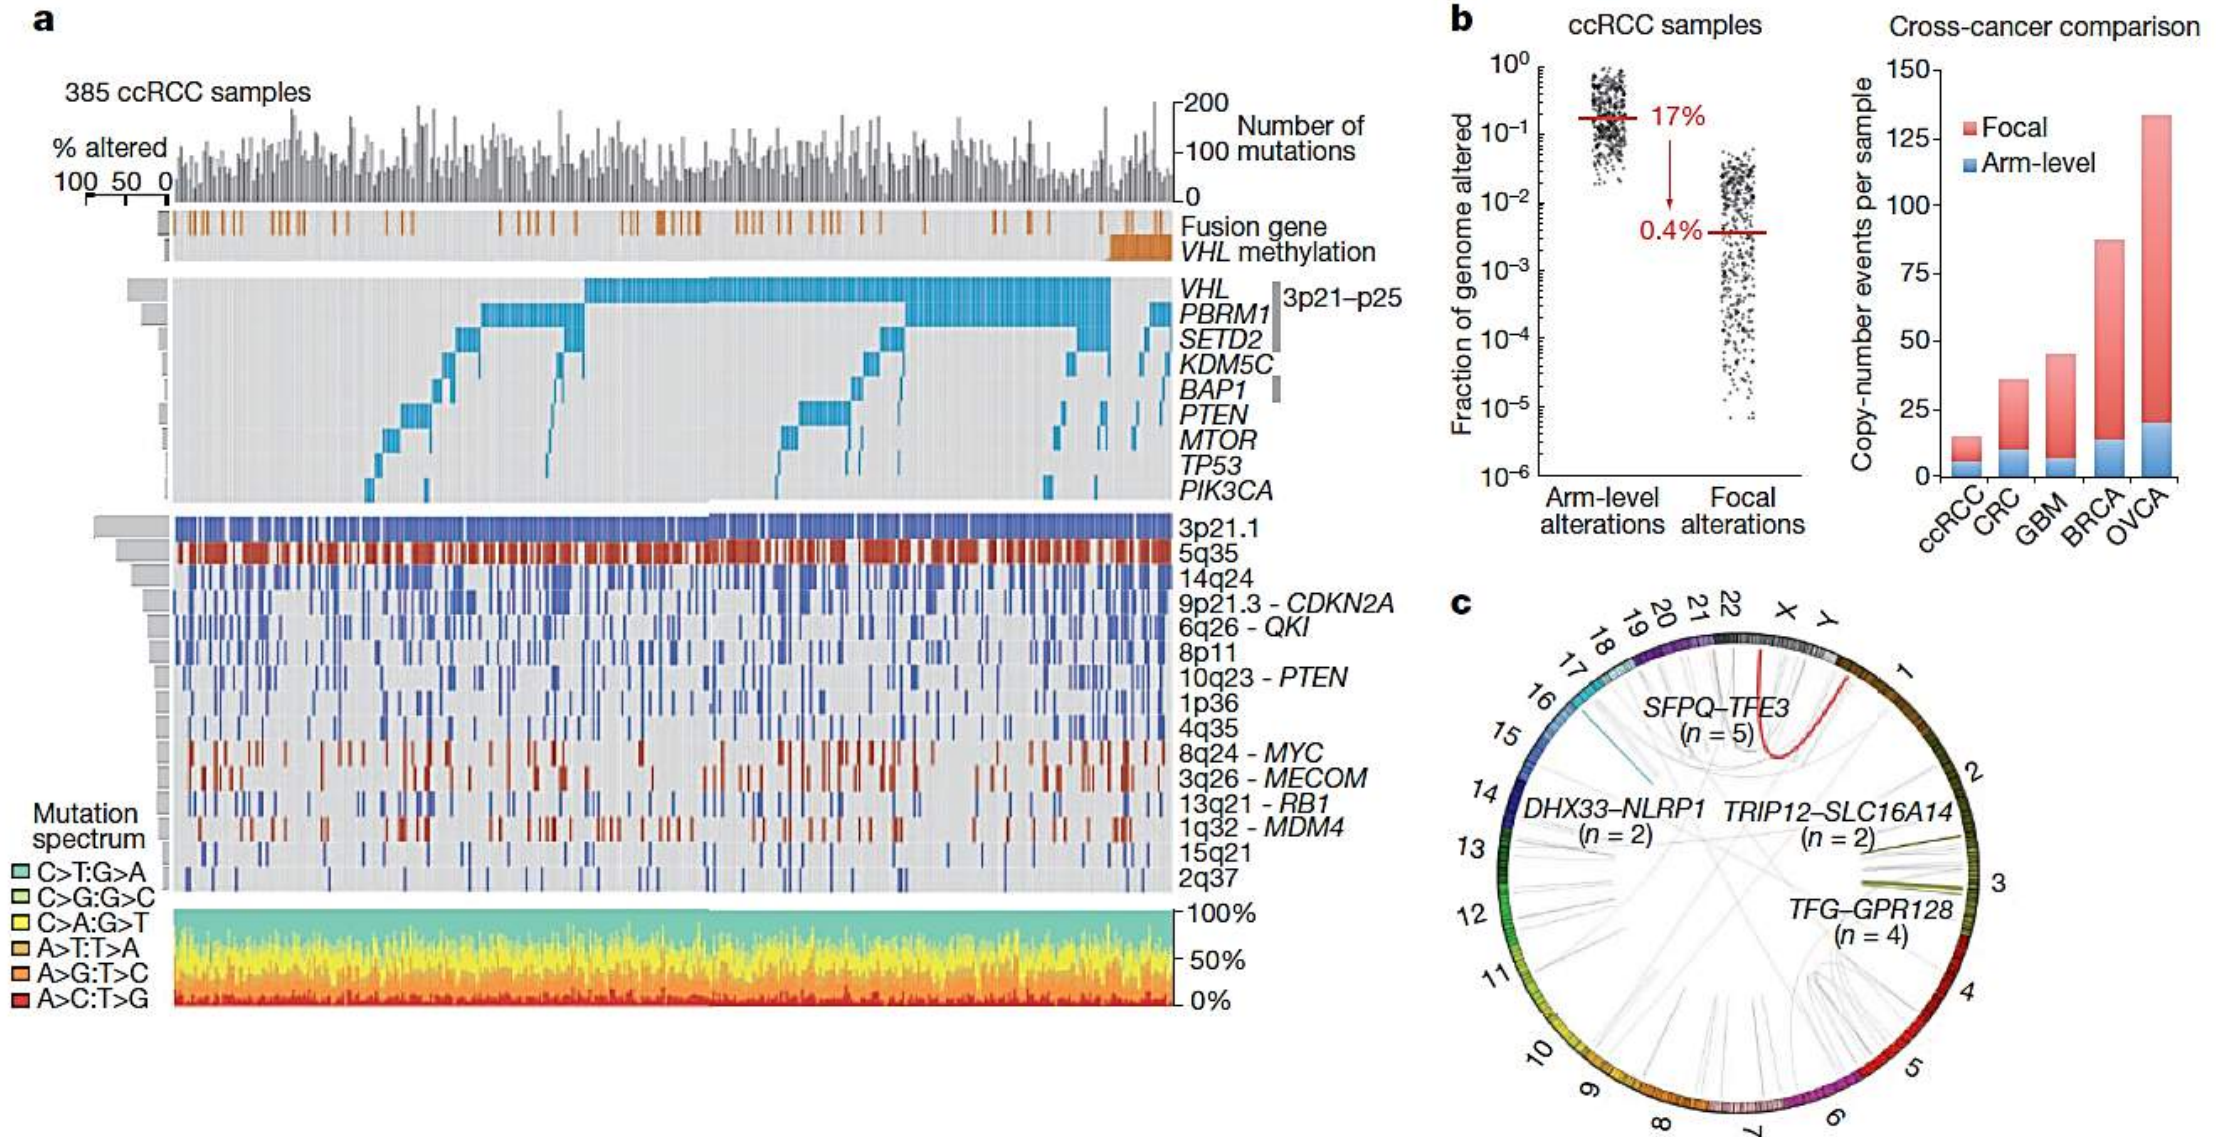 a
385 ccRCC samples
% altered
100 50 0
200
100
0
Number of
mutations
Fusion gene
VHL methylation
VHL
PBRM1
SETD2
KDM5C
BAP1
PTEN
MTOR
TP53
PIK3CA
3p21–p25
3p21.1
5q35
14q24
9p21.3 - CDKN2A
6q26 - QKI
8p11
10q23 - PTEN
1p36
4q35
8q24 - MYC
3q26 - MECOM
13q21 - RB1
1q32 - MDM4
15q21
2q37
Mutation
spectrum
C>T:G>A
C>G:G>C
C>A:G>T
A>T:T>A
A>G:T>C
A>C:T>G
100%
50%
0%
b
ccRCC samples
Fraction of genome altered
10⁰
10⁻¹
10⁻²
10⁻³
10⁻⁴
10⁻⁵
10⁻⁶
17%
0.4%
Arm-level
alterations
Focal
alterations
Cross-cancer comparison
Copy-number events per sample
150
125
100
75
50
25
0
Focal
Arm-level
ccRCC
CRC
GBM
BRCA
OVCA
c
SFPQ–TFE3
(n = 5)
DHX33–NLRP1
(n = 2)
TRIP12–SLC16A14
(n = 2)
TFG–GPR128
(n = 4)
1
2
3
4
5
6
7
8
9
10
11
12
13
14
15
16
17
18
19
20
21
22
X
Y